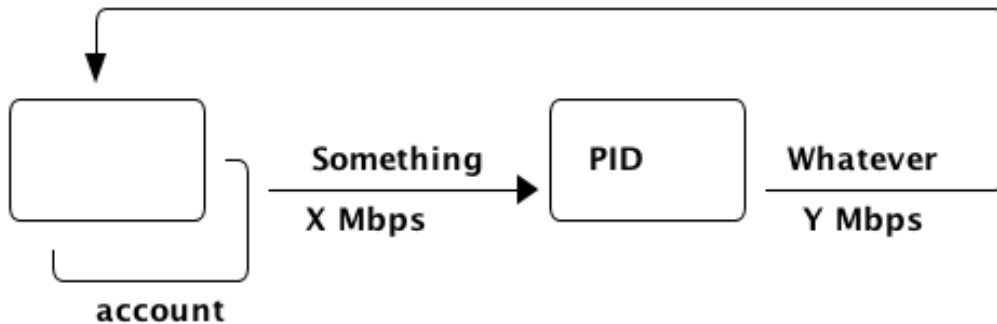 Something
X Mbps
PID
Whatever
Y Mbps
account